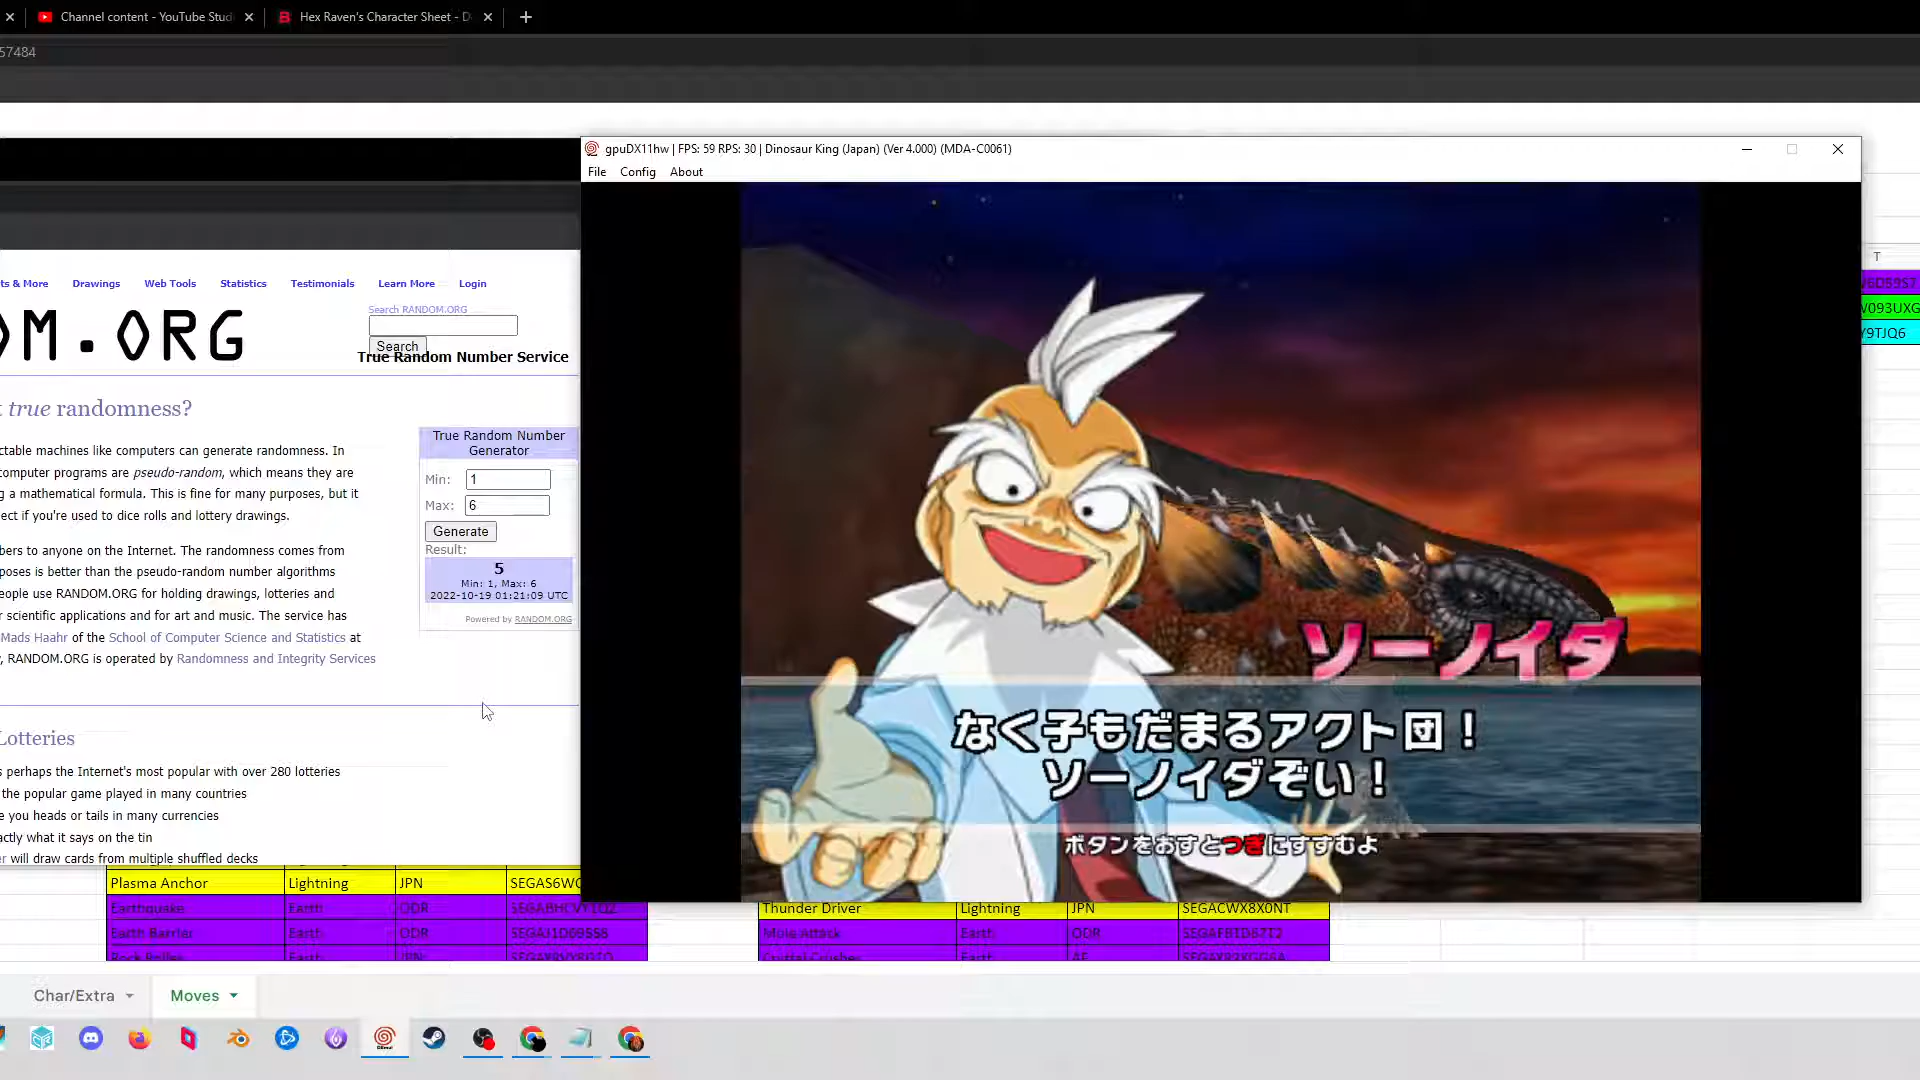 Channel content - YouTube Stud
Hex Raven's Character Sheet - D
57484
gpuDX11hw | FPS: 59 RPS: 30 | Dinosaur King (Japan) (Ver 4.000) (MDA-C0061)
File Config About
ts & More Drawings Web Tools Statistics Testimonials Learn More Login
Search RANDOM.ORG
Search
OM.ORG
True Random Number Service
t true randomness?
ctable machines like computers can generate randomness. In
computer programs are pseudo-random, which means they are
g a mathematical formula. This is fine for many purposes, but it
ect if you're used to dice rolls and lottery drawings.
bers to anyone on the Internet. The randomness comes from
poses is better than the pseudo-random number algorithms
eople use RANDOM.ORG for holding drawings, lotteries and
r scientific applications and for art and music. The service has
Mads Haahr of the School of Computer Science and Statistics at
, RANDOM.ORG is operated by Randomness and Integrity Services
True Random Number
Generator
Min: 1
Max: 6
Generate
Result:
5
Min: 1, Max: 6
2022-10-19 01:21:09 UTC
Powered by RANDOM.ORG
Lotteries
s perhaps the Internet's most popular with over 280 lotteries
the popular game played in many countries
e you heads or tails in many currencies
actly what it says on the tin
er will draw cards from multiple shuffled decks
ソーノイダ
なく子もだまるアクト団！
ソーノイダぞい！
ボタンをおすとつぎにすすむよ
T
V093UXG
Y9TJQ6
Plasma Anchor Lightning JPN
Earthquake Earth ODR
Earth Barrier Earth ODR SEGAJ1D69SS8
Thunder Driver Lightning JPN SEGACWX8X0NT
Mole Attack Earth ODR SEGAFBTD67T2
Char/Extra Moves